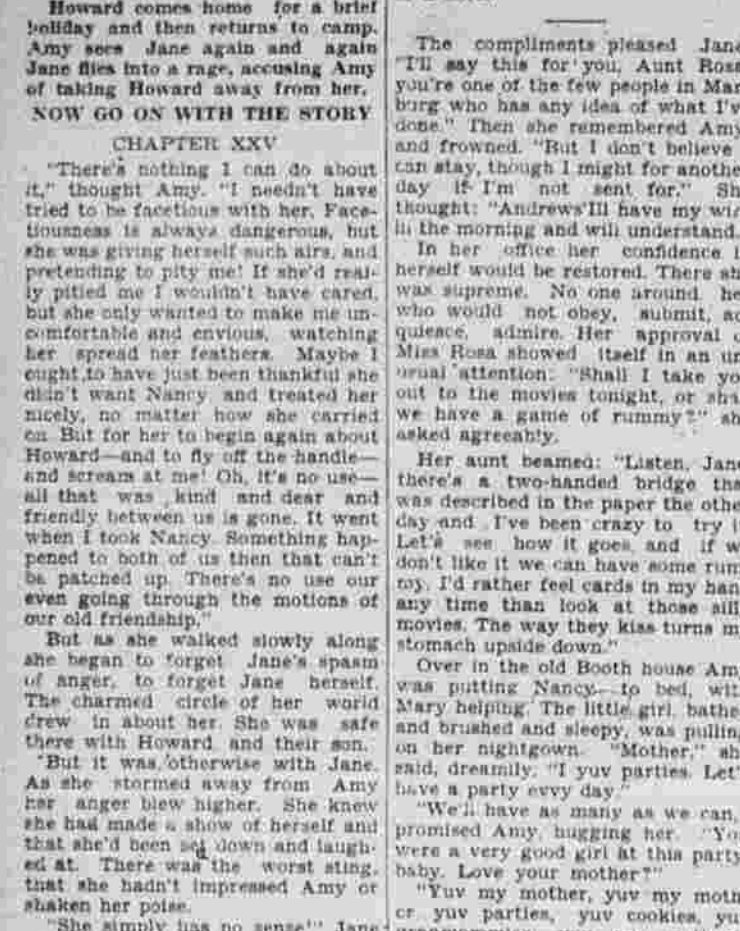 Howard comes home for a brief
holiday and then returns to camp.
Amy sees Jane again and again
Jane flies into a rage, accusing Amy
of taking Howard away from her.
NOW GO ON WITH THE STORY
CHAPTER XXV
"There's nothing I can do about
it," thought Amy. "I needn't have
tried to be facetious with her. Face-
tiousness is always dangerous, but
she was giving herself such airs, and
pretending to pity me! If she'd real-
ly pitied me I wouldn't have cared,
but she only wanted to make me un-
comfortable and envious, watching
her spread her feathers. Maybe I
ought to have just been thankful she
didn't want Nancy, and treated her
nicely, no matter how she carried
on. But for her to begin again about
Howard—and to fly off the handle—
and scream at me! Oh, it's no use—
all that was kind and dear and
friendly between us is gone. It went
when I took Nancy. Something hap-
pened to both of us then that can't
be patched up. There's no use our
even going through the motions of
our old friendship."
But as she walked slowly along
she began to forget Jane's spasm
of anger, to forget Jane herself.
The charmed circle of her world
drew in about her. She was safe
there with Howard and their son.
"But it was otherwise with Jane.
As she stormed away from Amy
her anger blew higher. She knew
she had made a show of herself and
that she'd been set down and laugh-
ed at. There was the worst sting,
that she hadn't impressed Amy or
shaken her poise.
"She simply has no sense!" Jane
The compliments pleased Jane
"I'll say this for you, Aunt Rosa
you're one of the few people in Mar
burg who has any idea of what I'v
done." Then she remembered Amy
and frowned. "But I don't believe
can stay, though I might for anothe
day if I'm not sent for." Sh
thought: "Andrews'll have my wir
in the morning and will understand.
In her office her confidence i
herself would be restored. There sh
was supreme. No one around he
who would not obey, submit, ac
quiesce, admire. Her approval o
Miss Rosa showed itself in an un
usual attention: "Shall I take yo
out to the movies tonight, or sha
we have a game of rummy?" sh
asked agreeably.
Her aunt beamed: "Listen, Jane
there's a two-handed bridge tha
was described in the paper the othe
day and I've been crazy to try i
Let's see how it goes, and if w
don't like it we can have some rum
my. I'd rather feel cards in my han
any time than look at those sill
movies. The way they kiss turns m
stomach upside down."
Over in the old Booth house Am
was putting Nancy to bed, wit
Mary helping. The little girl, bathe
and brushed and sleepy, was pullin
on her nightgown. "Mother," sh
said, dreamily, "I yuv parties. Let'
have a party evvy day."
"We'll have as many as we can,
promised Amy, hugging her. "Yo
were a very good girl at this party
baby. Love your mother?"
"Yuv my mother, yuv my moth
er yuv parties, yuv cookies, yu